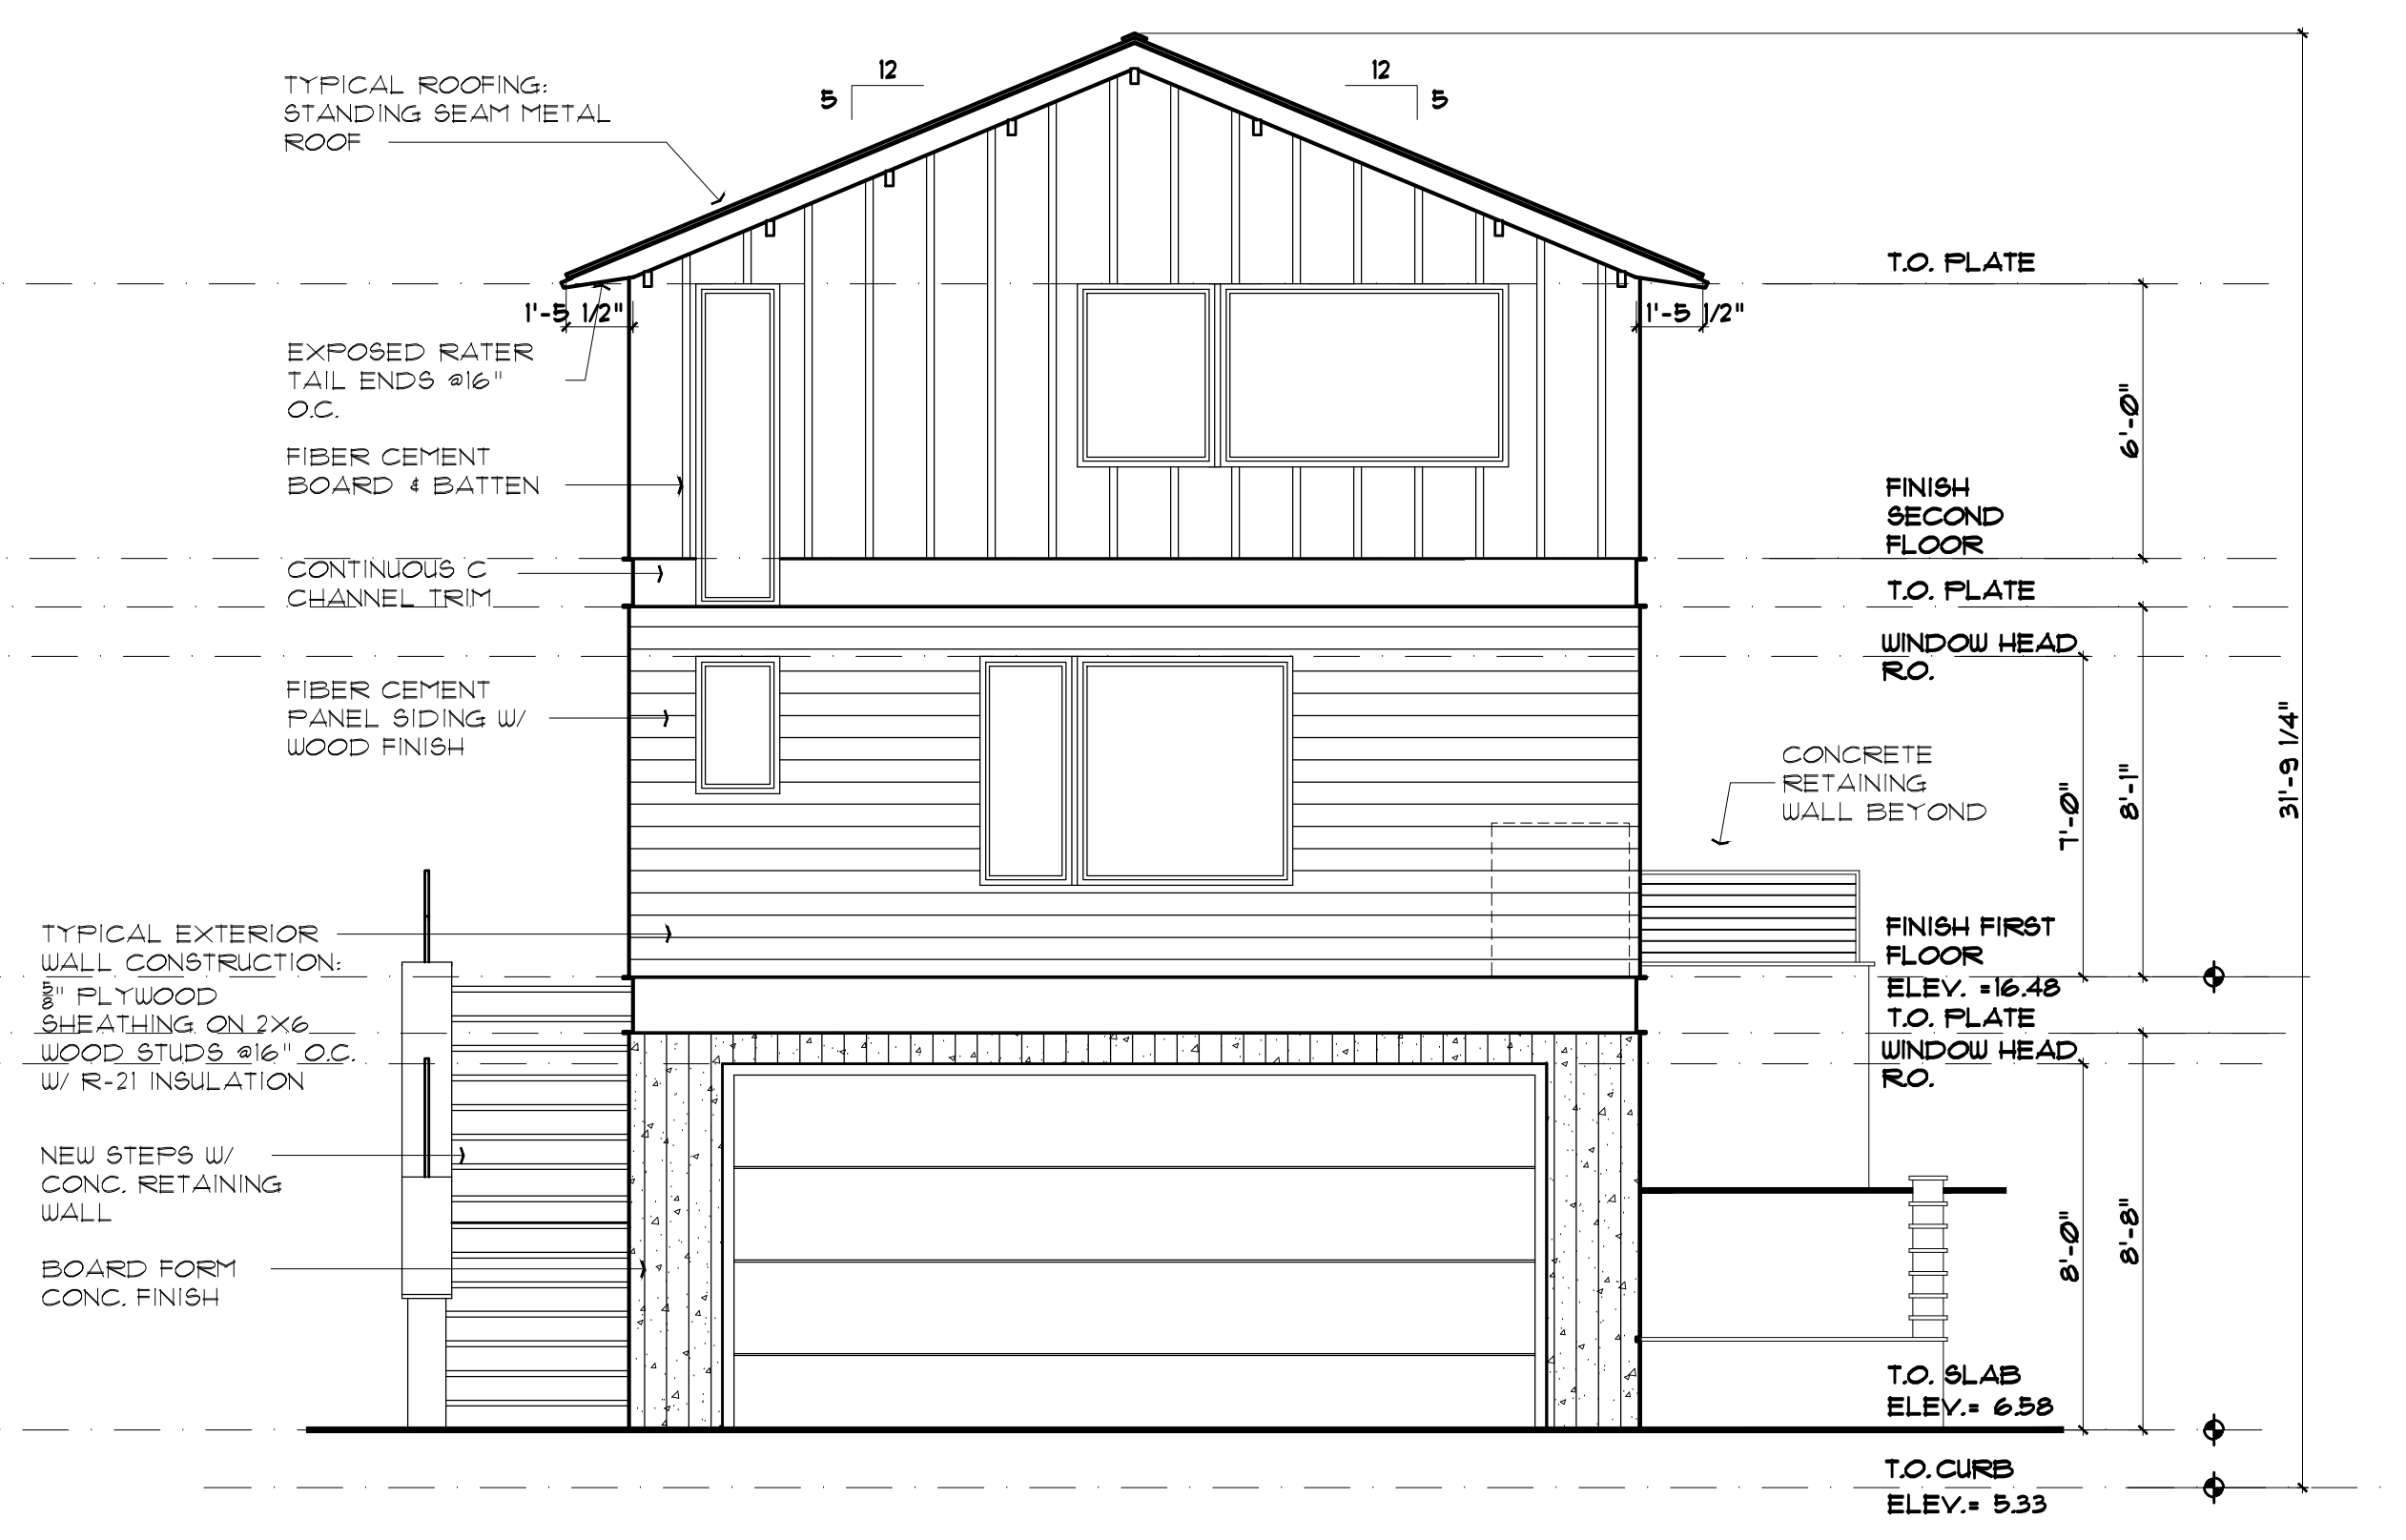 12
12
5
5
TYPICAL ROOFING:
STANDING SEAM METAL
ROOF
T.O. PLATE
1'-5 1/2"
1'-5 1/2"
EXPOSED RATER
TAIL ENDS @16"
O.C.
6'-0"
FIBER CEMENT
BOARD & BATTEN
FINISH
SECOND
FLOOR
CONTINUOUS C
CHANNEL TRIM
T.O. PLATE
WINDOW HEAD
R.O.
FIBER CEMENT
PANEL SIDING W/
WOOD FINISH
31'-9 1/4"
CONCRETE
RETAINING
WALL BEYOND
7'-0"
8'-1"
TYPICAL EXTERIOR
WALL CONSTRUCTION:
5/8" PLYWOOD
SHEATHING ON 2X6
WOOD STUDS @16" O.C.
W/ R-21 INSULATION
FINISH FIRST
FLOOR
ELEV. =16.48
T.O. PLATE
WINDOW HEAD
R.O.
NEW STEPS W/
CONC. RETAINING
WALL
8'-0"
8'-8"
BOARD FORM
CONC. FINISH
T.O. SLAB
ELEV.= 6.58
T.O. CURB
ELEV.= 5.33